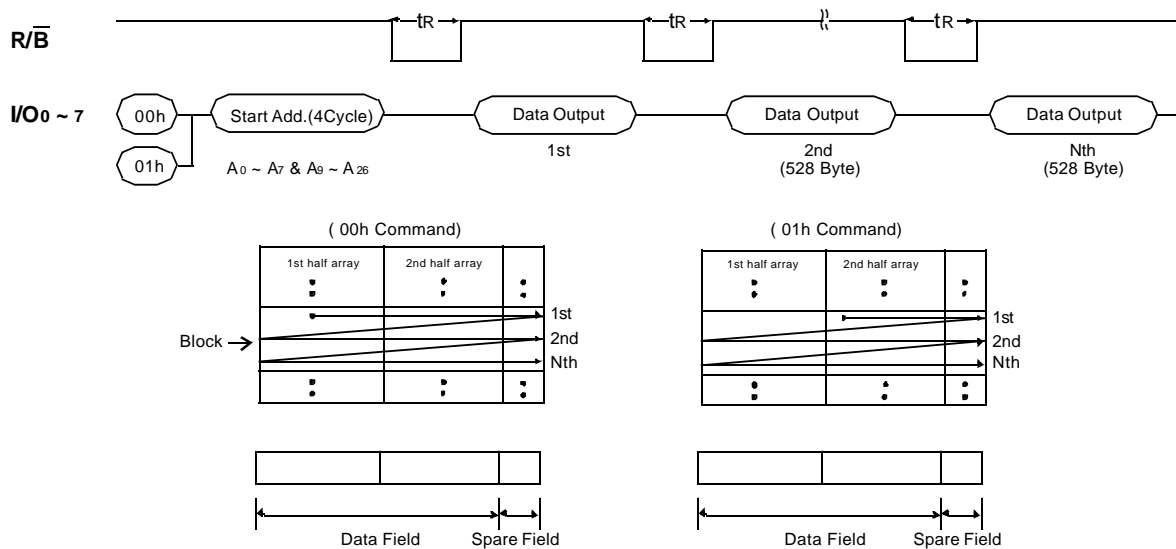 tR tR tR
R/B
I/O0 ~ 7 00h Start Add.(4Cycle) Data Output Data Output Data Output
01h A0 ~ A7 & A9 ~ A26 1st 2nd Nth
(528 Byte) (528 Byte)
( 00h Command)
1st half array 2nd half array
1st
Block 2nd
Nth
Data Field Spare Field
( 01h Command)
1st half array 2nd half array
1st
2nd
Nth
Data Field Spare Field